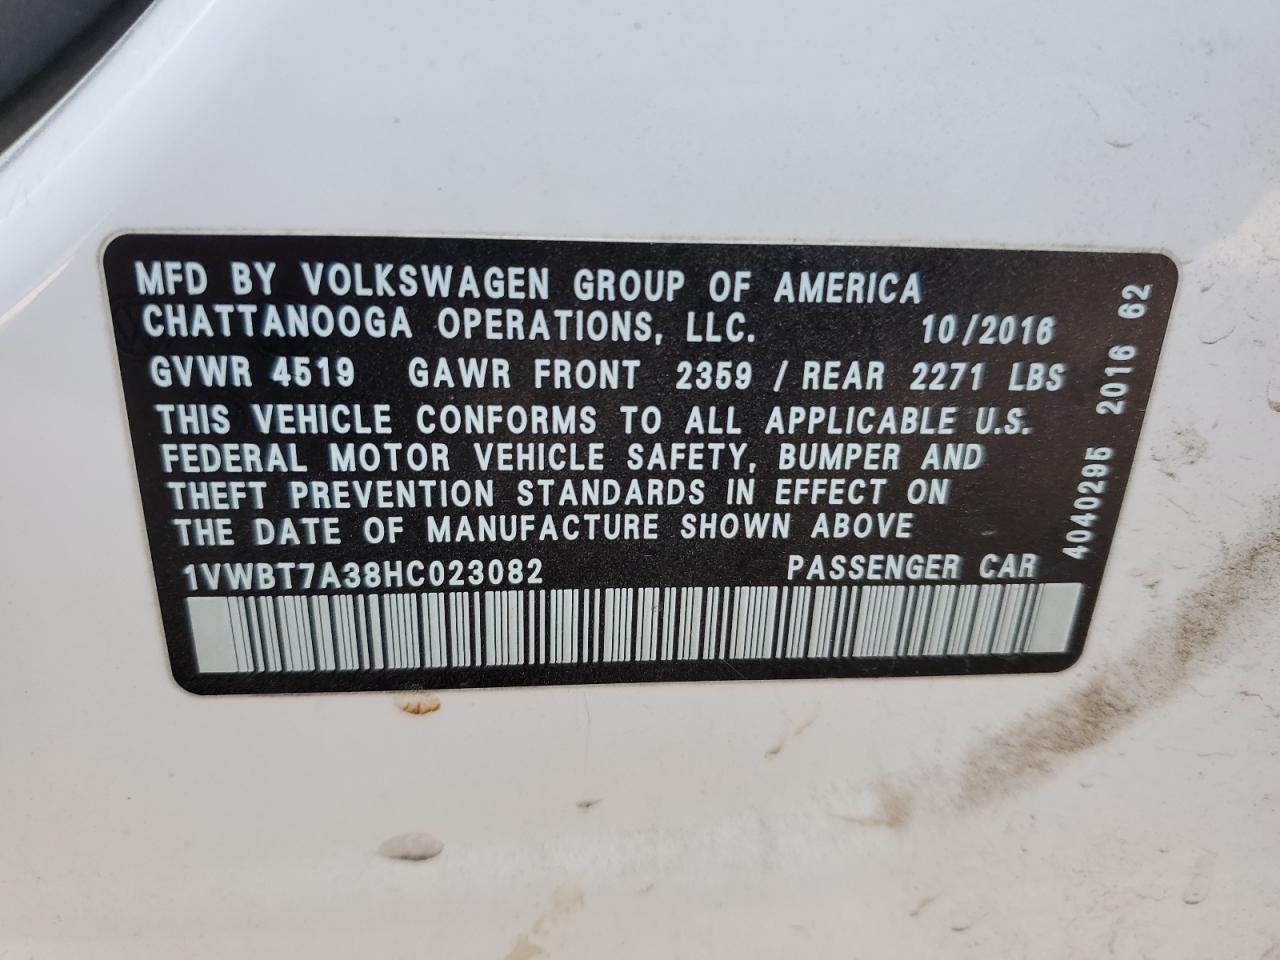 MFD BY VOLKSWAGEN GROUP OF AMERICA
CHATTANOOGA OPERATIONS, LLC. 10/2016
GVWR 4519 GAWR FRONT 2359 / REAR 2271 LBS
THIS VEHICLE CONFORMS TO ALL APPLICABLE U.S.
FEDERAL MOTOR VEHICLE SAFETY, BUMPER AND
THEFT PREVENTION STANDARDS IN EFFECT ON
THE DATE OF MANUFACTURE SHOWN ABOVE
1VWBT7A38HC023082 PASSENGER CAR
4040295 2016 62